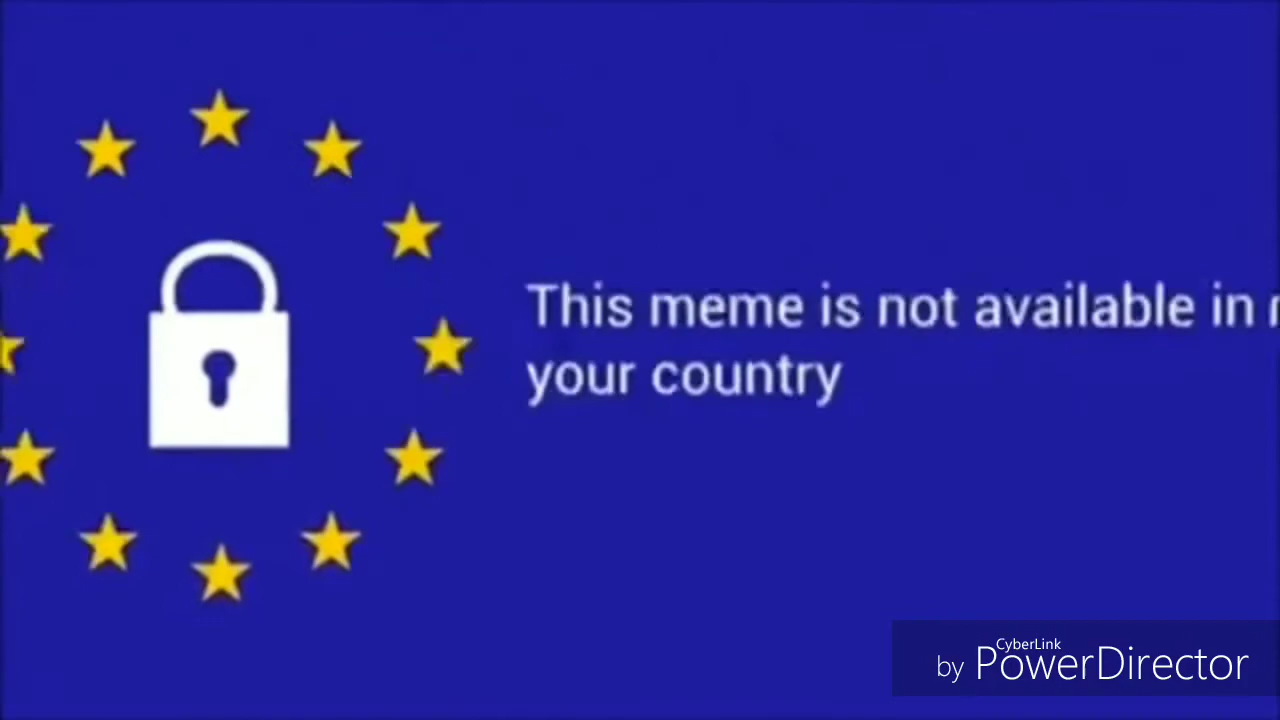 This meme is not available in
your country
CyberLink
by PowerDirector